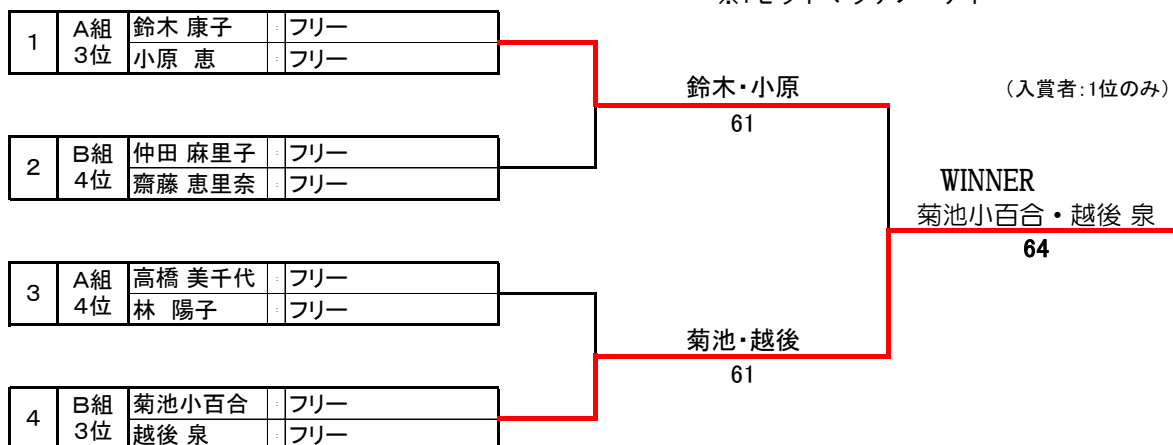 1 A組 3位 鈴木 康子 : フリー
小原 恵 : フリー
鈴木・小原
61
(入賞者:1位のみ)
2 B組 4位 仲田 麻里子 : フリー
齋藤 恵里奈 : フリー
WINNER
菊池小百合・越後 泉
64
3 A組 4位 高橋 美千代 : フリー
林 陽子 : フリー
菊池・越後
61
4 B組 3位 菊池小百合 : フリー
越後 泉 : フリー